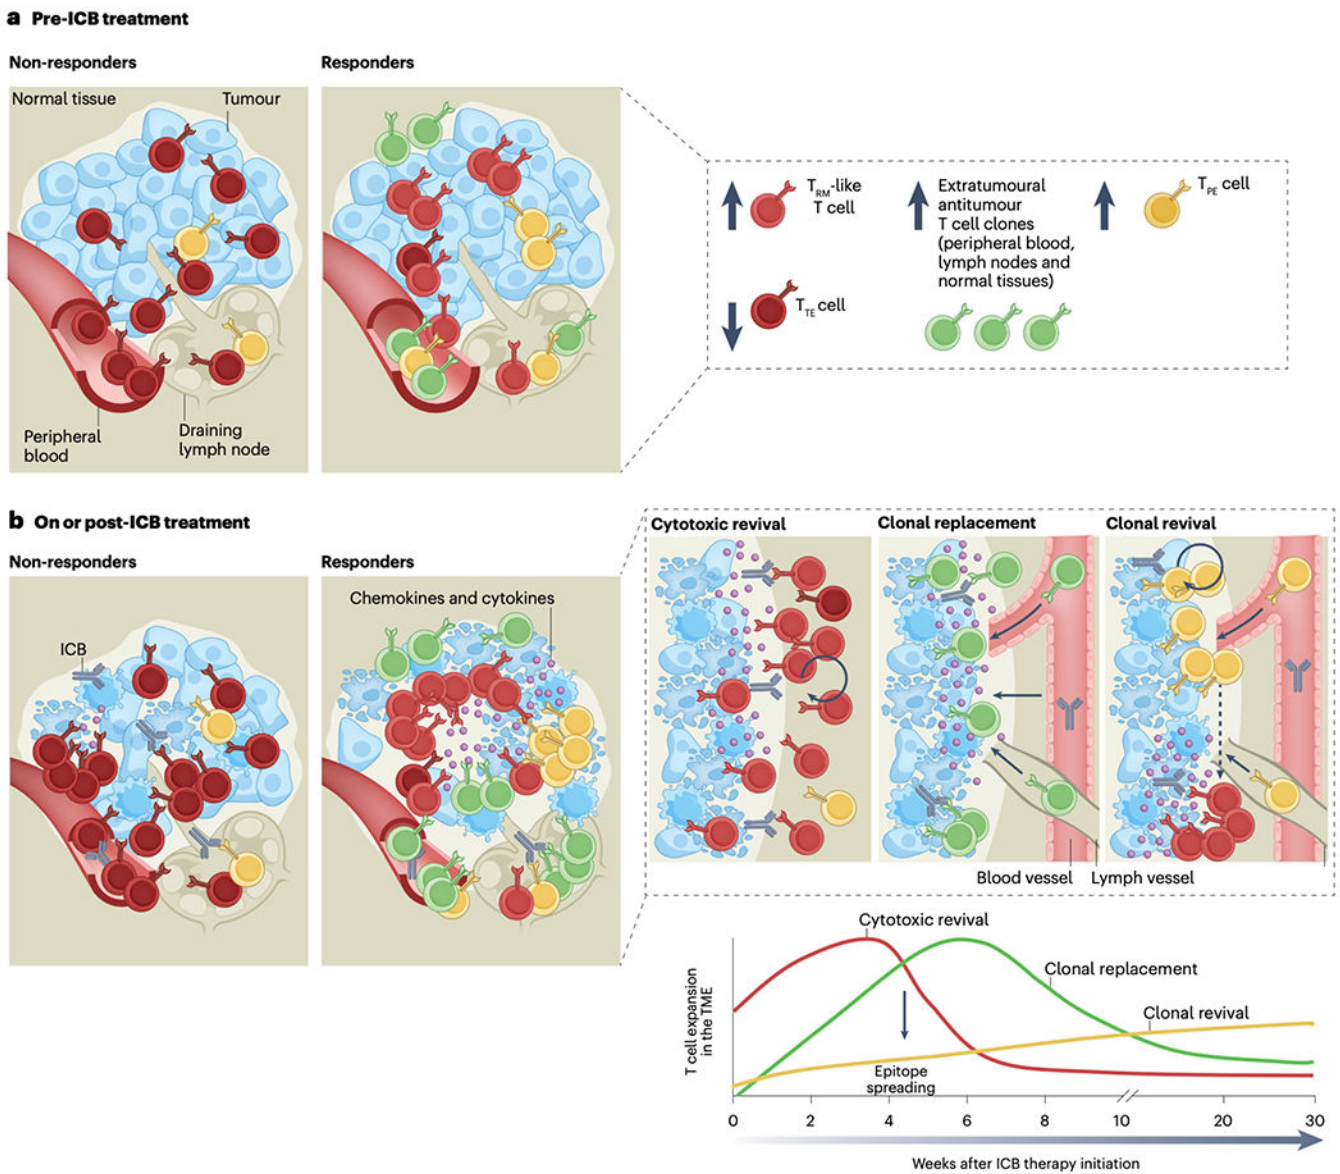 a Pre-ICB treatment
Non-responders
Responders
Normal tissue
Tumour
Peripheral
blood
Draining
lymph node
TRM-like
T cell
TTE cell
Extratumoural
antitumour
T cell clones
(peripheral blood,
lymph nodes and
normal tissues)
TPE cell
b On or post-ICB treatment
Non-responders
Responders
ICB
Chemokines and cytokines
Cytotoxic revival
Clonal replacement
Clonal revival
Blood vessel
Lymph vessel
Cytotoxic revival
Clonal replacement
Clonal revival
Epitope
spreading
T cell expansion
in the TME
0 2 4 6 8 10 20 30
Weeks after ICB therapy initiation